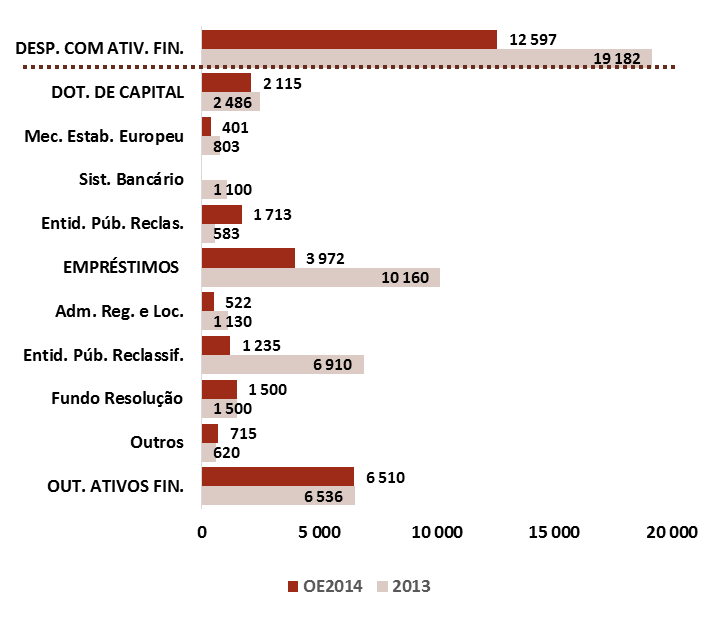 DESP. COM ATIV. FIN. 12 597
19 182
DOT. DE CAPITAL 2 115
2 486
Mec. Estab. Europeu 401
803
Sist. Bancário 1 100
Entid. Púb. Reclas. 1 713
583
EMPRÉSTIMOS 3 972
10 160
Adm. Reg. e Loc. 522
1 130
Entid. Púb. Reclassif. 1 235
6 910
Fundo Resolução 1 500
1 500
Outros 715
620
OUT. ATIVOS FIN. 6 510
6 536
0 5 000 10 000 15 000 20 000
OE2014 2013